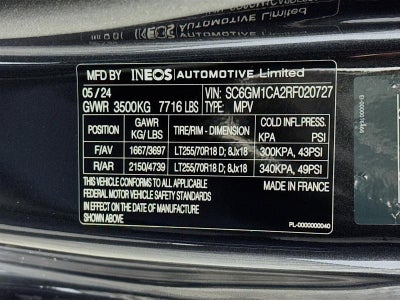 MFD BY INEOS AUTOMOTIVE Limited
05 / 24 VIN: SC6GM1CA2RF020727
GVWR 3500KG 7716 LBS TYPE: MPV
GAWR COLD INFL.PRESS.
POSITION KG/ LBS TIRE/RIM - DIMENSION KPA PSI
F/AV 1667/3697 LT255/70R18 D; 8Jx18 300KPA, 43PSI
R/AR 2150/4739 LT255/70R18 D; 8Jx18 340KPA, 49PSI
THIS VEHICLE CONFORMS TO ALL APPLICABLE MADE IN FRANCE
FEDERAL MOTOR VEHICLE SAFETY STANDARDS
IN EFFECT ON THE DATE OF MANUFACTURE
SHOWN ABOVE.
PL-0000000040